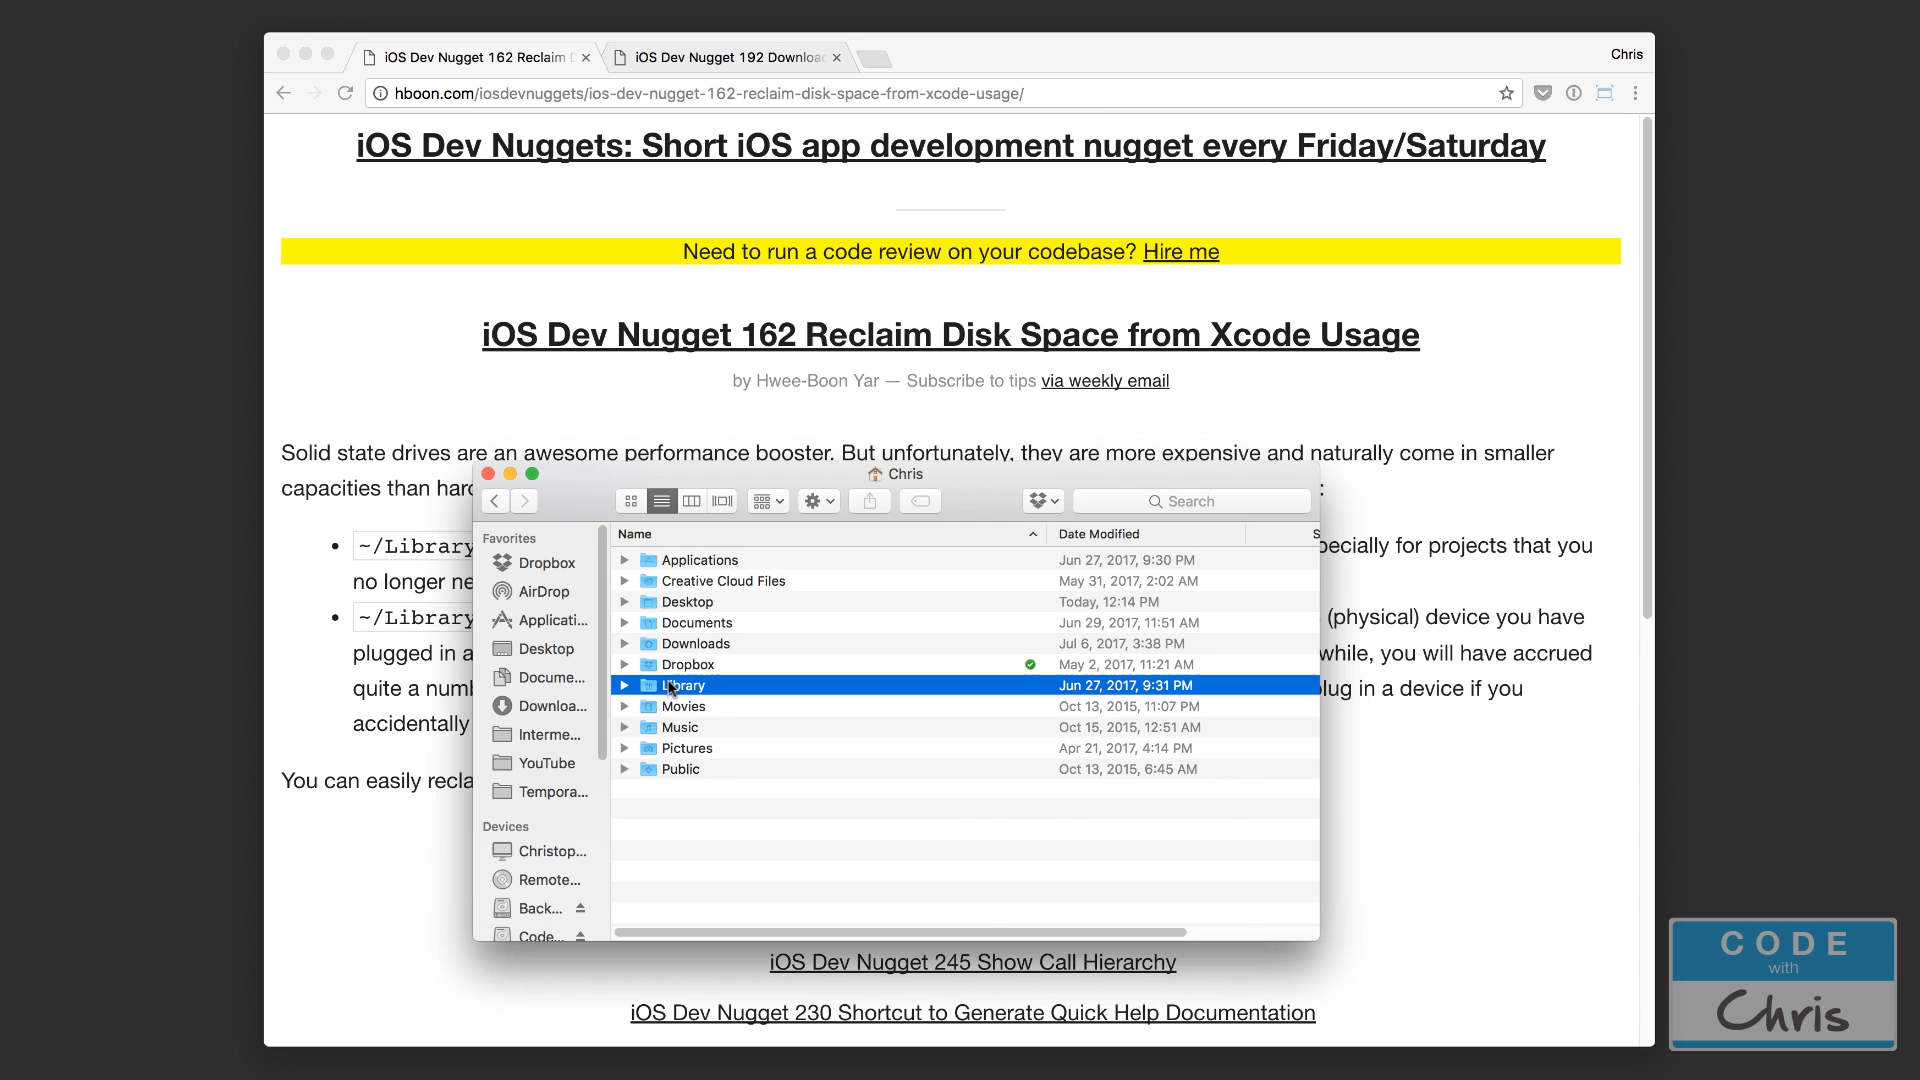 iOS Dev Nugget 162 Reclaim
iOS Dev Nugget 192 Downloa
Chris
hboon.com/iosdevnuggets/ios-dev-nugget-162-reclaim-disk-space-from-xcode-usage/
iOS Dev Nuggets: Short iOS app development nugget every Friday/Saturday
Need to run a code review on your codebase? Hire me
iOS Dev Nugget 162 Reclaim Disk Space from Xcode Usage
by Hwee-Boon Yar — Subscribe to tips via weekly email
Solid state drives are an awesome performance booster. But unfortunately, they are more expensive and naturally come in smaller
capacities than hard
~/Library
pecially for projects that you
no longer ne
~/Library
(physical) device you have
plugged in a
while, you will have accrued
quite a numb
plug in a device if you
accidentally
You can easily recla
Chris
Search
Favorites
Dropbox
AirDrop
Applicati...
Desktop
Docume...
Downloa...
Interme...
YouTube
Tempora...
Devices
Christop...
Remote...
Back...
Code...
Name Date Modified S
Applications Jun 27, 2017, 9:30 PM
Creative Cloud Files May 31, 2017, 2:02 AM
Desktop Today, 12:14 PM
Documents Jun 29, 2017, 11:51 AM
Downloads Jul 6, 2017, 3:38 PM
Dropbox May 2, 2017, 11:21 AM
Library Jun 27, 2017, 9:31 PM
Movies Oct 13, 2015, 11:07 PM
Music Oct 15, 2015, 12:51 AM
Pictures Apr 21, 2017, 4:14 PM
Public Oct 13, 2015, 6:45 AM
iOS Dev Nugget 245 Show Call Hierarchy
iOS Dev Nugget 230 Shortcut to Generate Quick Help Documentation
CODE
with
Chris